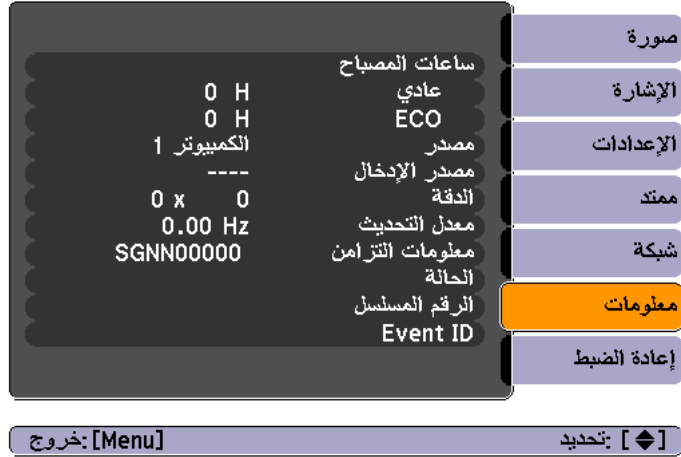 صورة
الإشارة
الإعدادات
ممتد
شبكة
معلومات
إعادة الضبط
ساعات المصباح
عادي 0 H
ECO 0 H
مصدر الكمبيوتر 1
مصدر الإدخال ----
الدقة 0 x 0
معدل التحديث 0.00 Hz
معلومات التزامن SGNN00000
الحالة
الرقم المسلسل
Event ID
[ ] :تحديد [Menu] :خروج